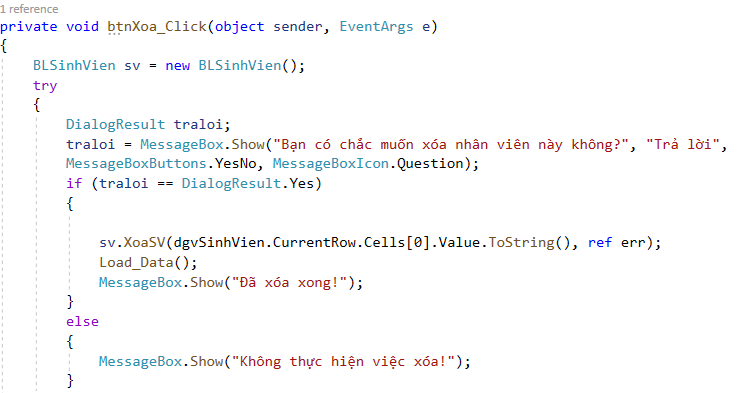 1 reference
private void btnXoa_Click(object sender, EventArgs e)
{
BLSinhVien sv = new BLSinhVien();
try
{
DialogResult traloi;
traloi = MessageBox.Show("Bạn có chắc muốn xóa nhân viên này không?", "Trả lời",
MessageBoxButtons.YesNo, MessageBoxIcon.Question);
if (traloi == DialogResult.Yes)
{
sv.XoaSV(dgvSinhVien.CurrentRow.Cells[0].Value.ToString(), ref err);
Load_Data();
MessageBox.Show("Đã xóa xong!");
}
else
{
MessageBox.Show("Không thực hiện việc xóa!");
}